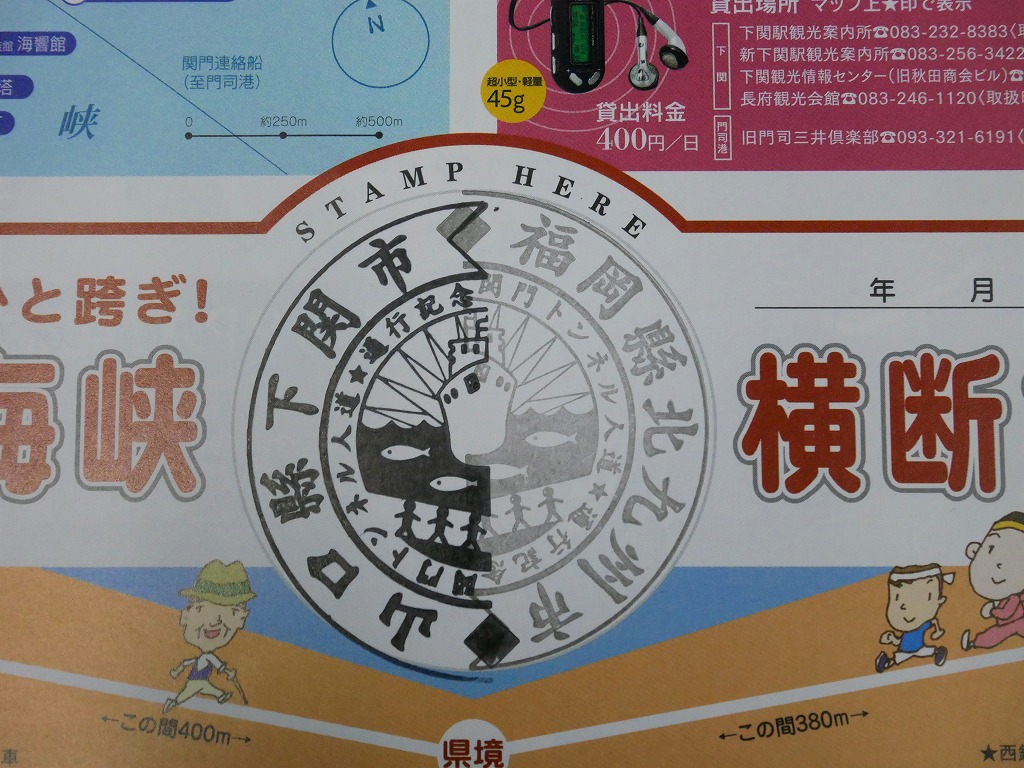 海響館
塔
関門連絡船
(至門司港)
峡
N
0 約250m 約500m
超小型・軽量
45g
貸出料金
400円/日
貸出場所 マップ上★印で表示
下関
下関駅観光案内所☎083-232-8383
新下関駅観光案内所☎083-256-3422
下関観光情報センター(旧秋田商会ビル)☎
長府観光会館☎083-246-1120〈取扱
門司港
旧門司三井倶楽部☎093-321-6191〈
STAMP HERE
と跨ぎ!
海峡
横断
年 月
山口縣下関市
関門トンネル人道★通行記念
福岡縣北九州市
関門トンネル人道★通行記念
←この間400m→
←この間380m→
県境
車
★西